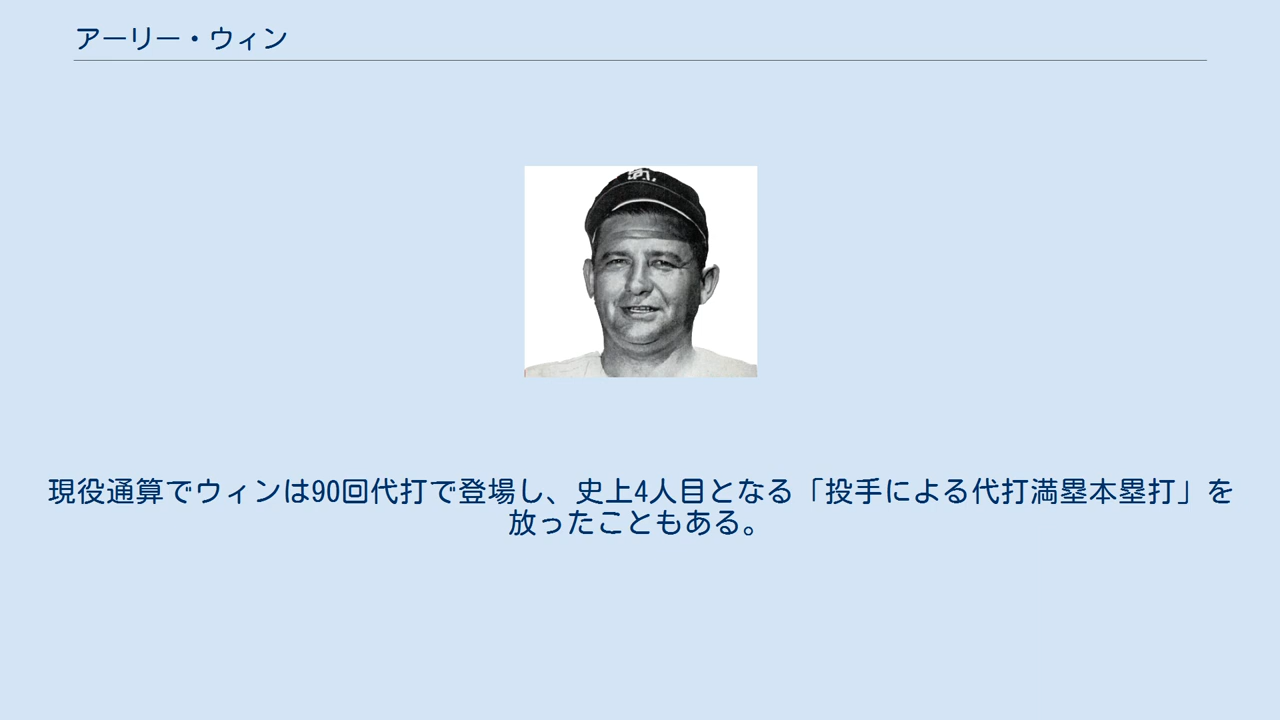 アーリー・ウィン
現役通算でウィンは90回代打で登場し、史上4人目となる「投手による代打満塁本塁打」を
放ったこともある。